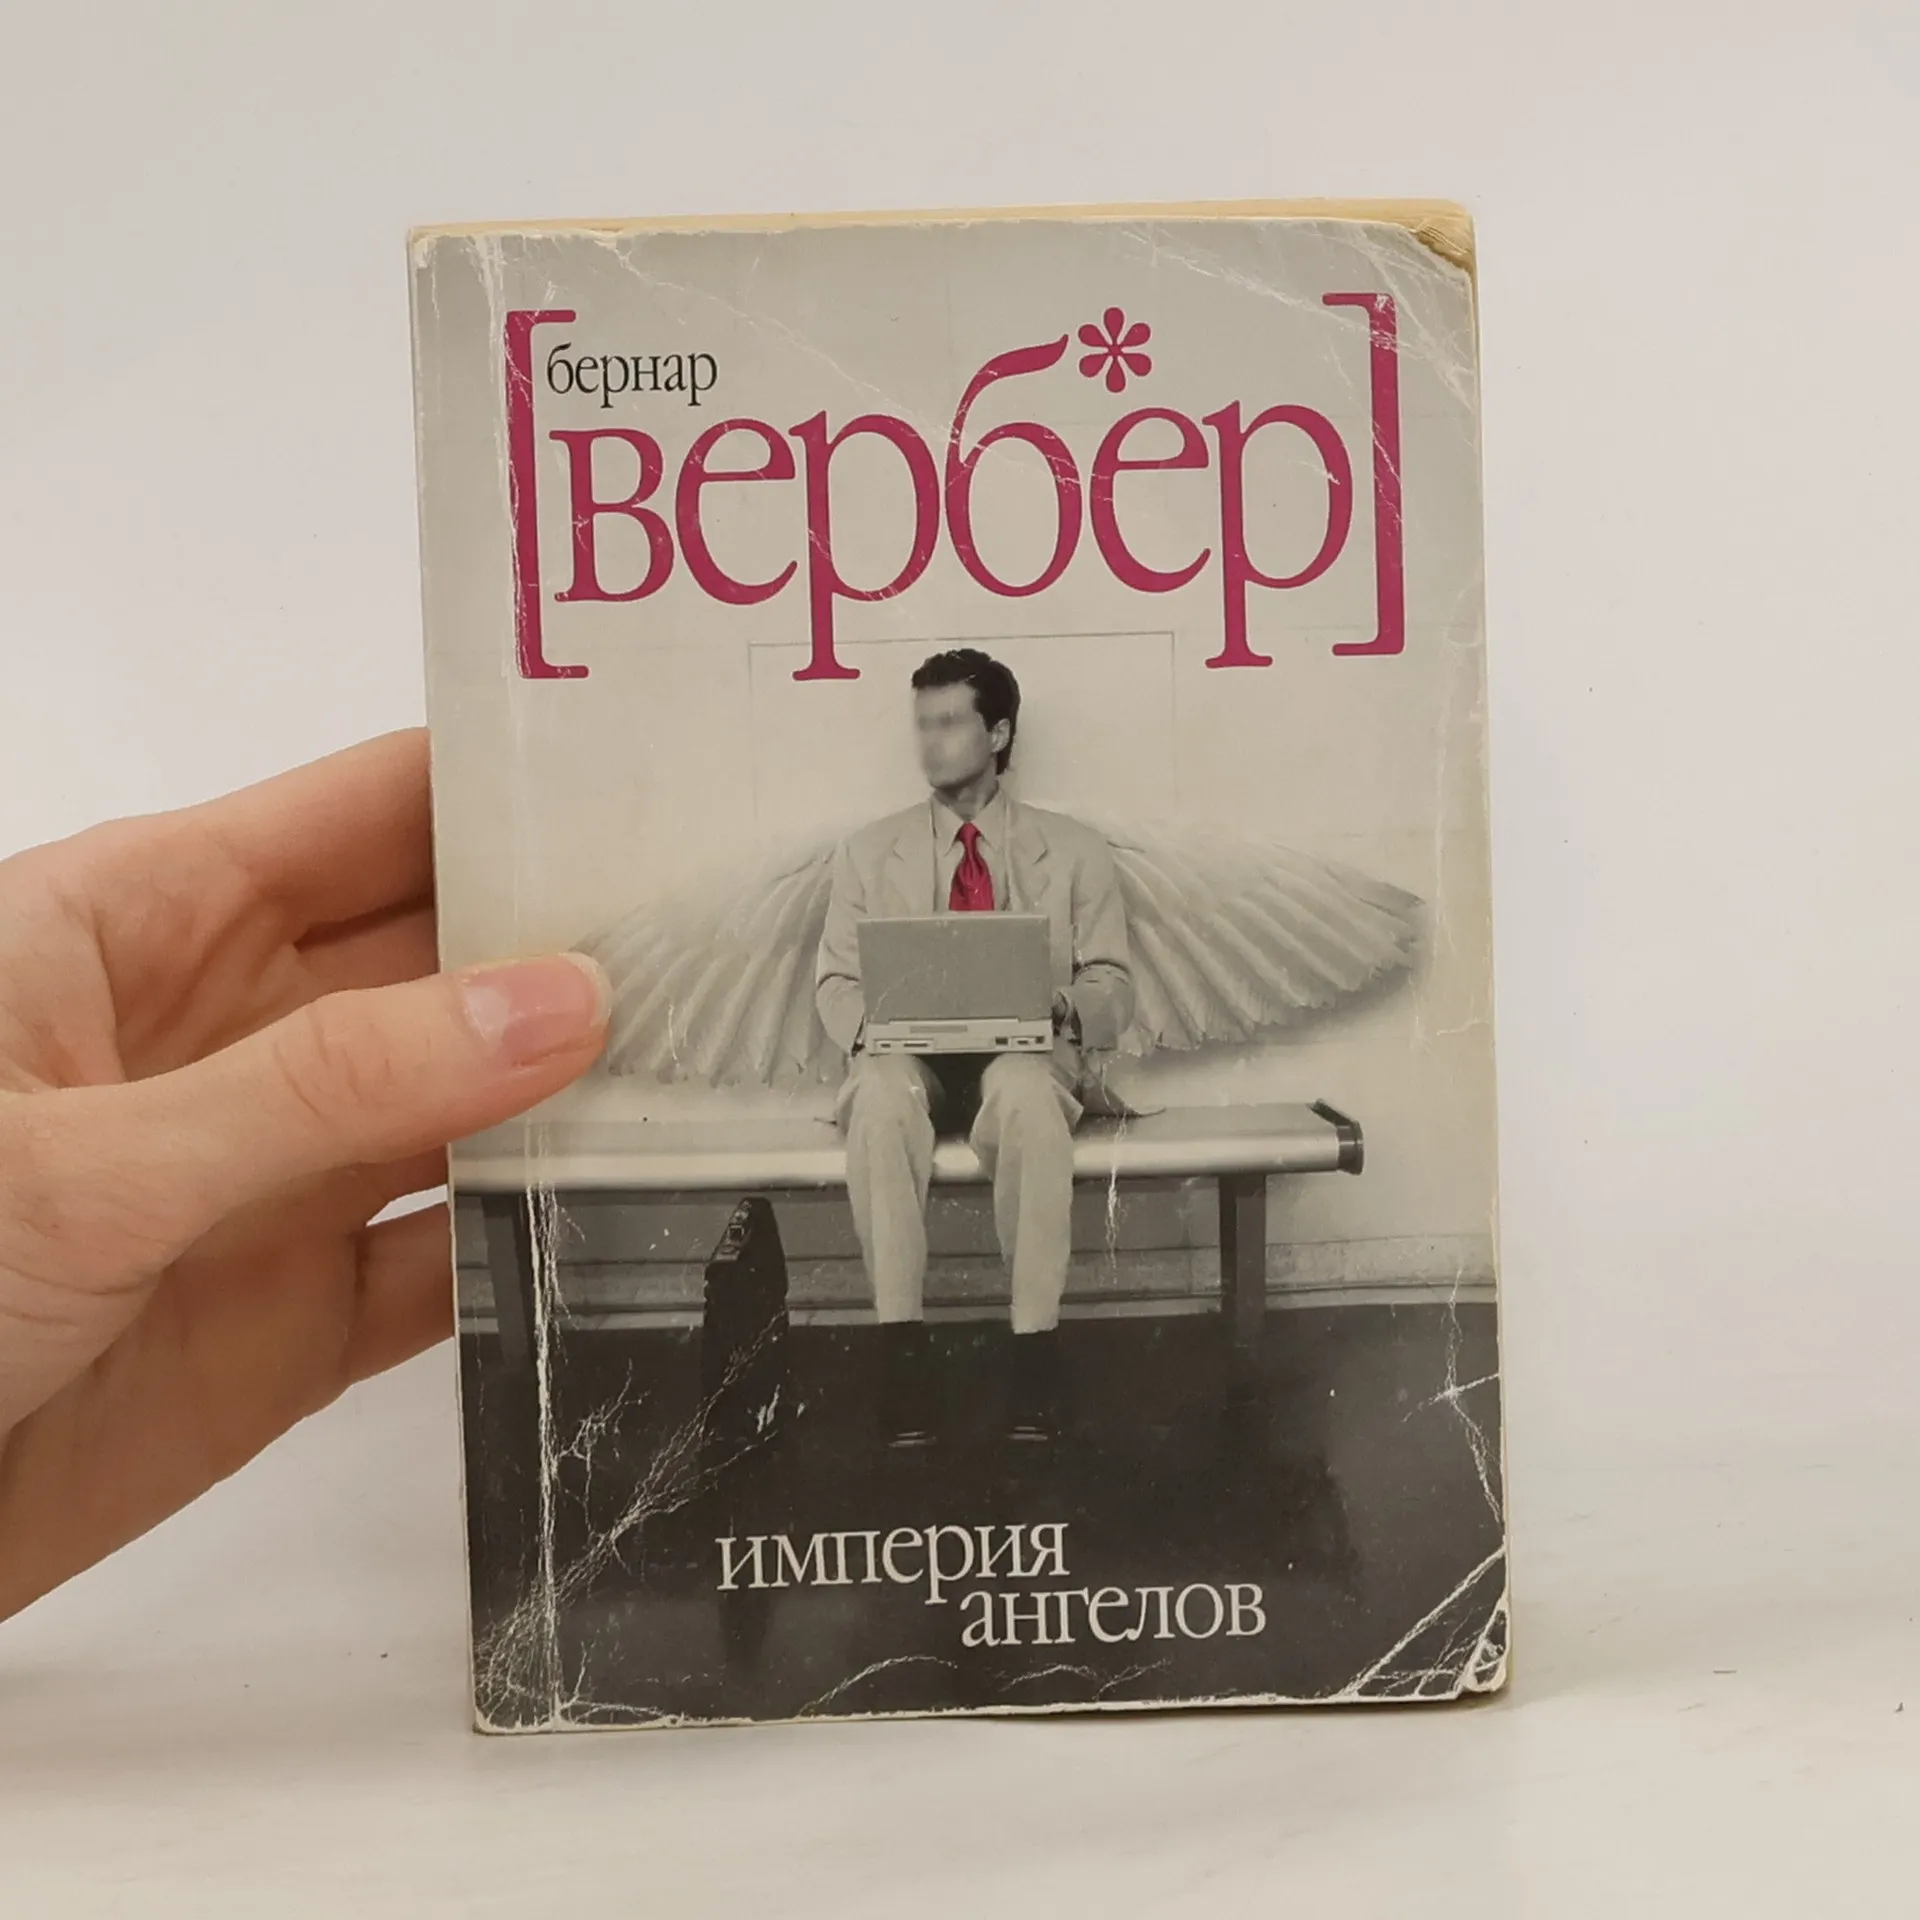 [бернар
вербер*]
империя
ангелов